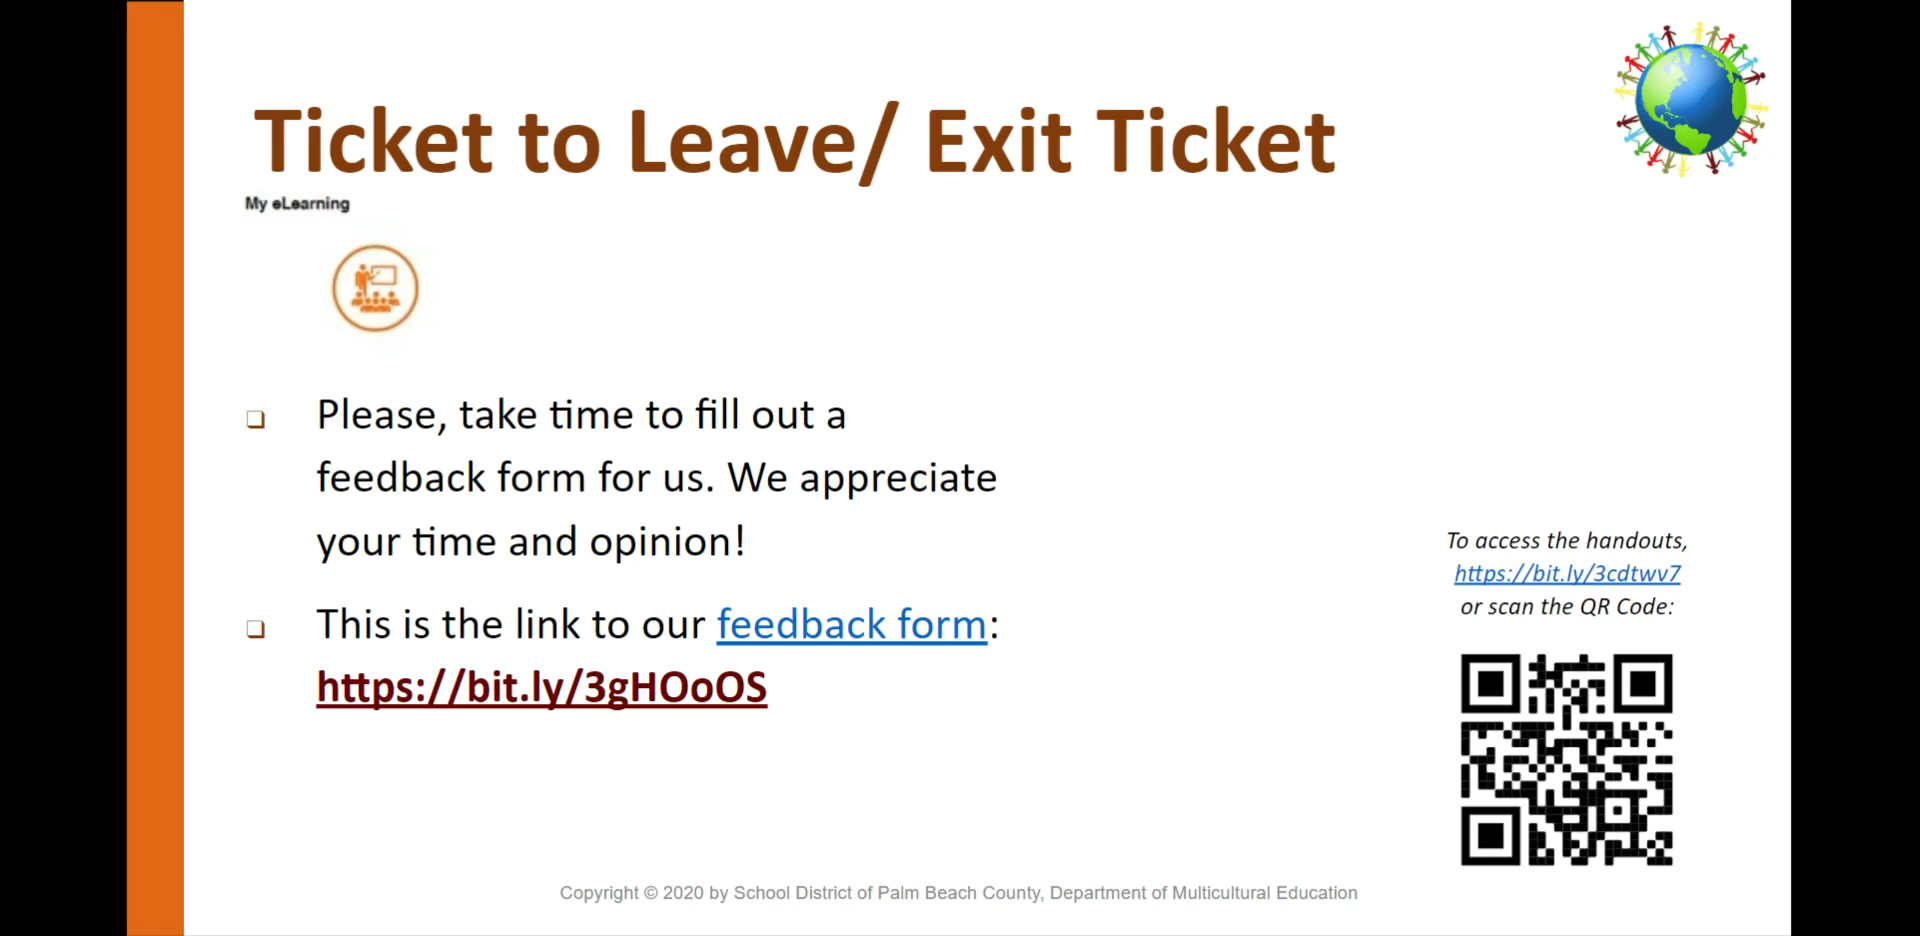 Ticket to Leave/ Exit Ticket
My eLearning
Please, take time to fill out a
feedback form for us. We appreciate
your time and opinion!
This is the link to our feedback form:
https://bit.ly/3gHOoOS
To access the handouts,
https://bit.ly/3cdtwv7
or scan the QR Code:
Copyright © 2020 by School District of Palm Beach County, Department of Multicultural Education